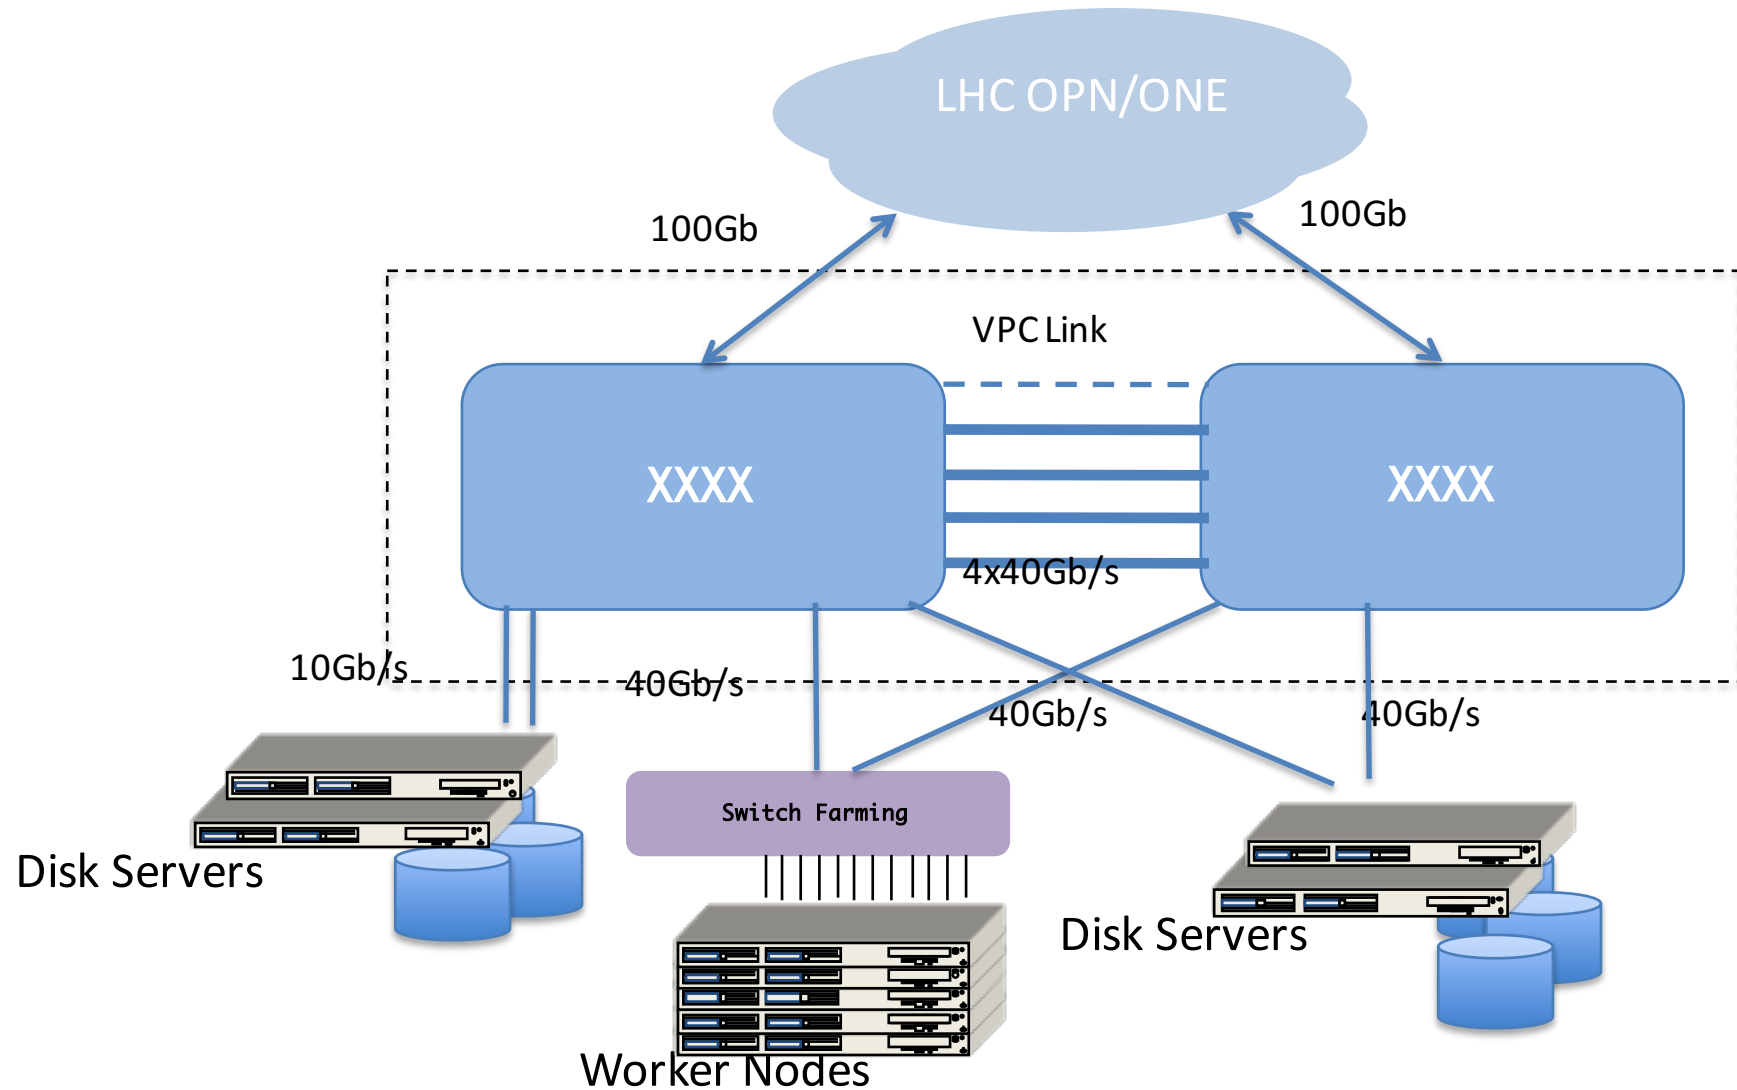 LHC OPN/ONE
100Gb
100Gb
VPC Link
XXXX
XXXX
4x40Gb/s
10Gb/s
40Gb/s
40Gb/s
40Gb/s
Switch Farming
Disk Servers
Disk Servers
Worker Nodes